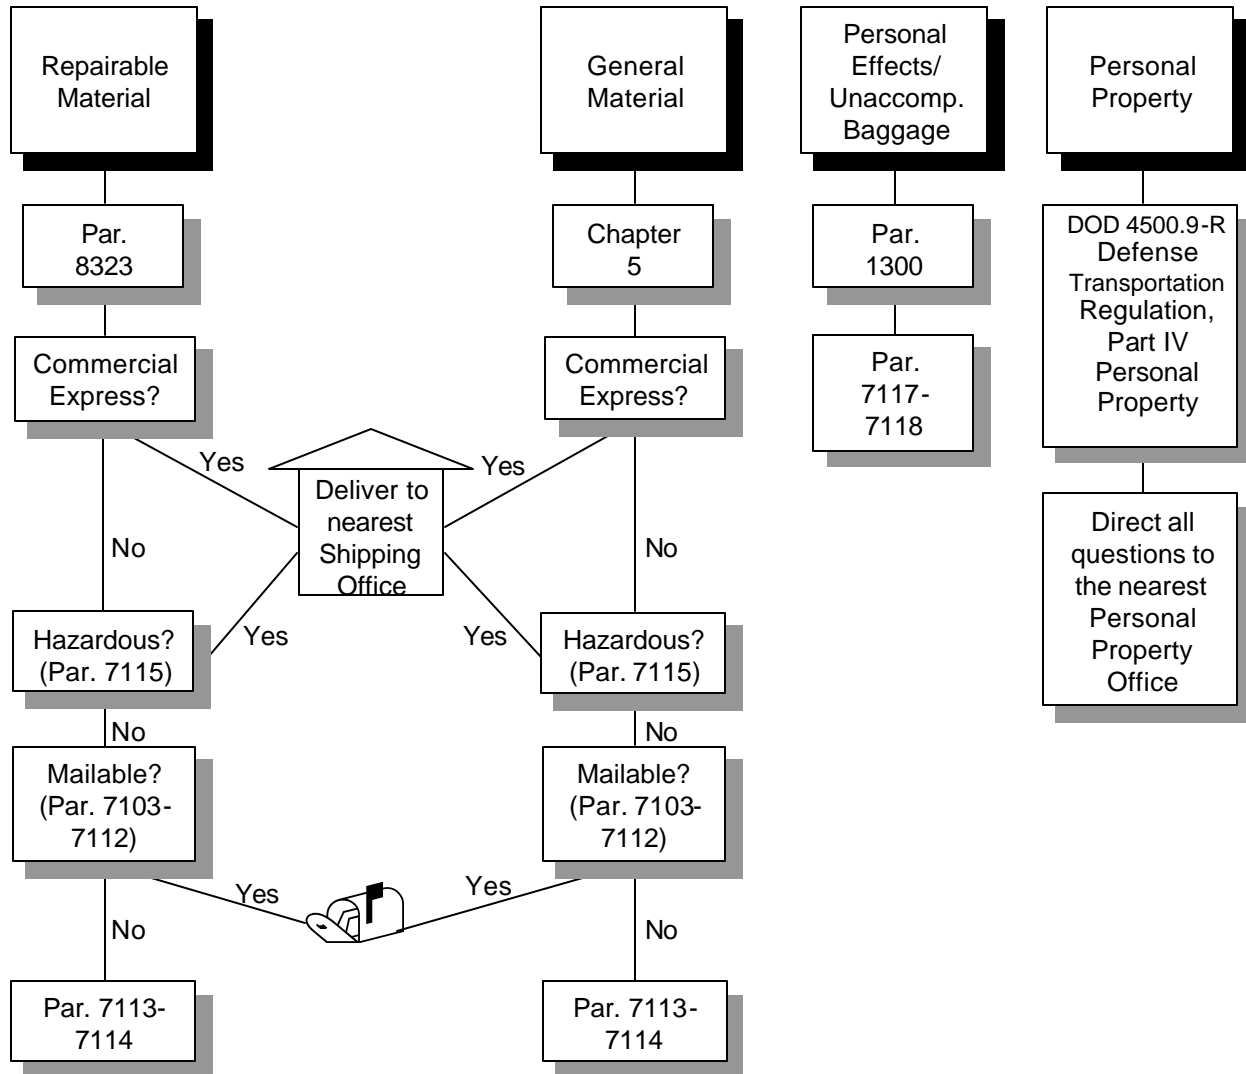 Repairable
Material
Par.
8323
Commercial
Express?
Yes
No
Hazardous?
(Par. 7115)
Yes
No
Mailable?
(Par. 7103-
7112)
Yes
No
Par. 7113-
7114
Deliver to
nearest
Shipping
Office
General
Material
Chapter
5
Commercial
Express?
Yes
No
Hazardous?
(Par. 7115)
Yes
No
Mailable?
(Par. 7103-
7112)
Yes
No
Par. 7113-
7114
Personal
Effects/
Unaccomp.
Baggage
Par.
1300
Par.
7117-
7118
Personal
Property
DOD 4500.9-R
Defense
Transportation
Regulation,
Part IV
Personal
Property
Direct all
questions to
the nearest
Personal
Property
Office